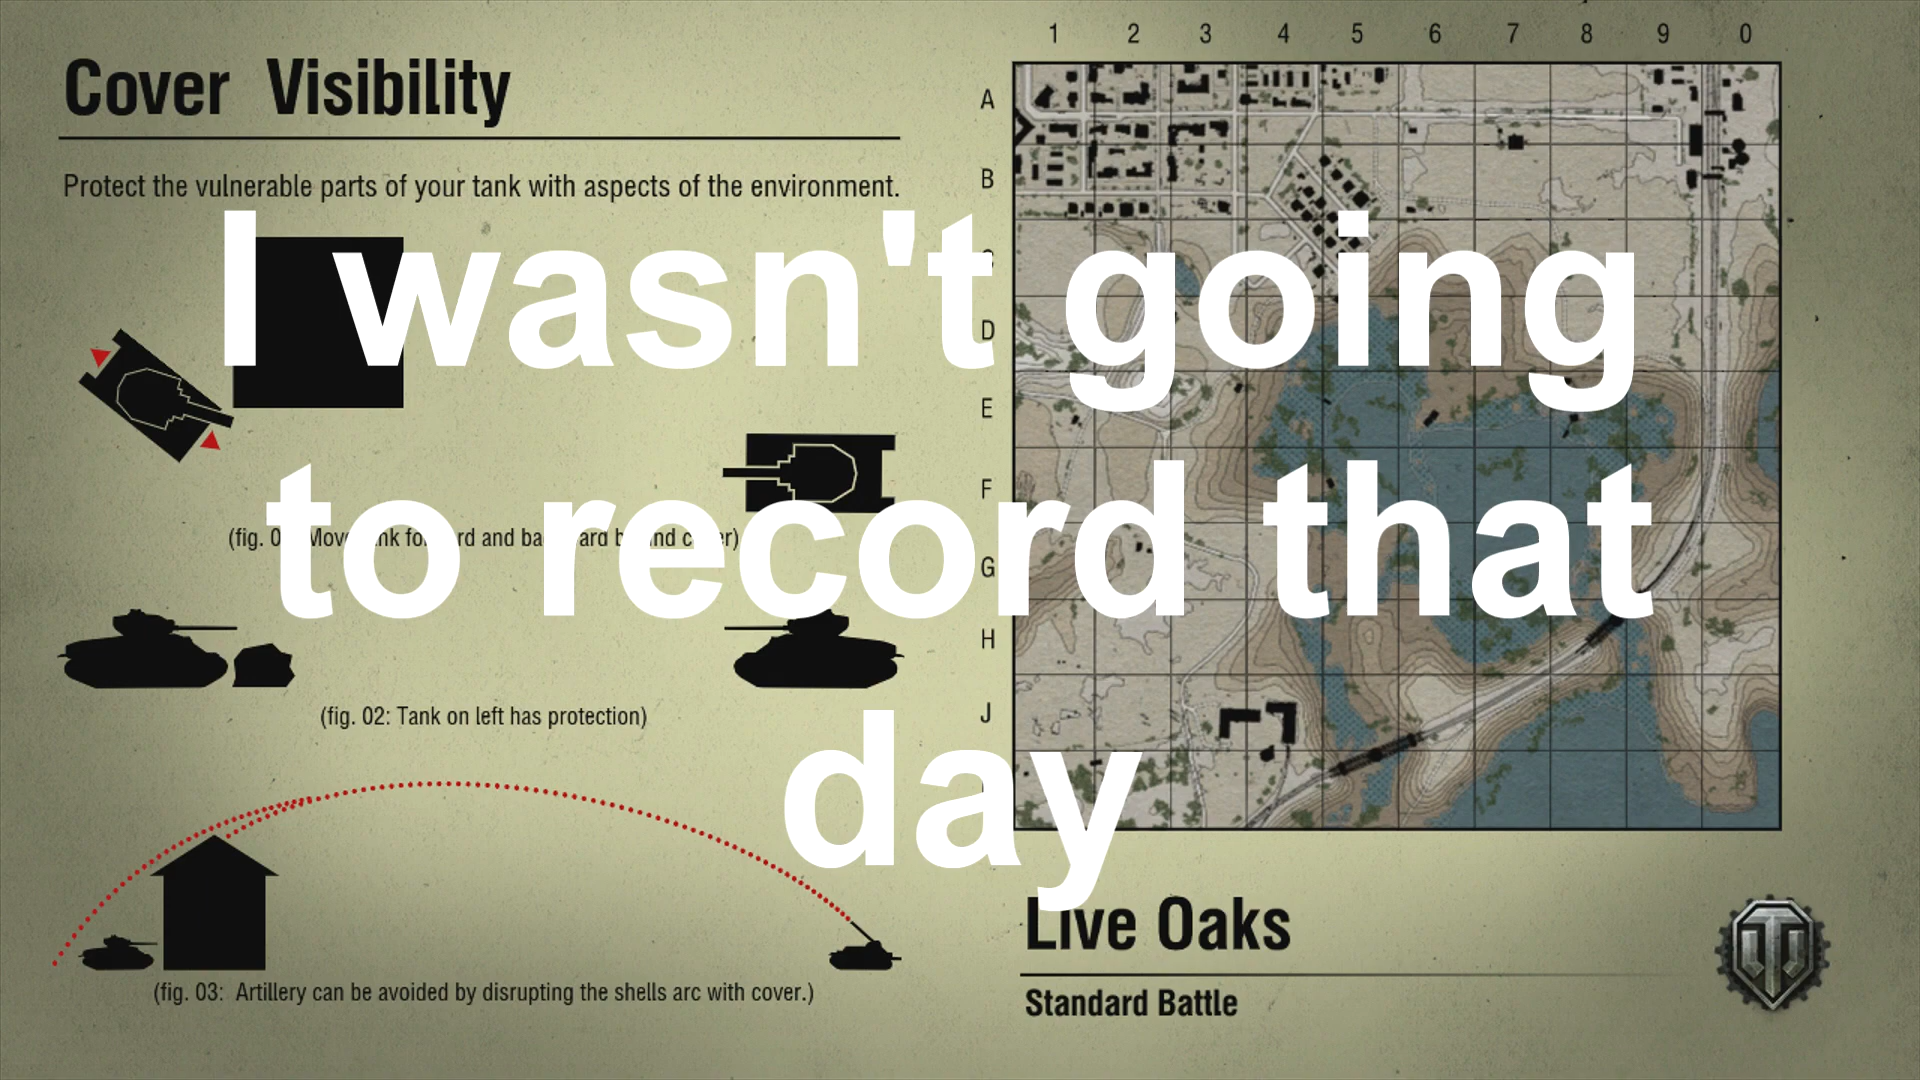 Cover Visibility
Protect the vulnerable parts of your tank with aspects of the environment.
I wasn't going
to record that
day
(fig. 02: Tank on left has protection)
(fig. 03: Artillery can be avoided by disrupting the shells arc with cover.)
1 2 3 4 5 6 7 8 9 0
A
B
C
D
E
F
G
H
J
Live Oaks
Standard Battle